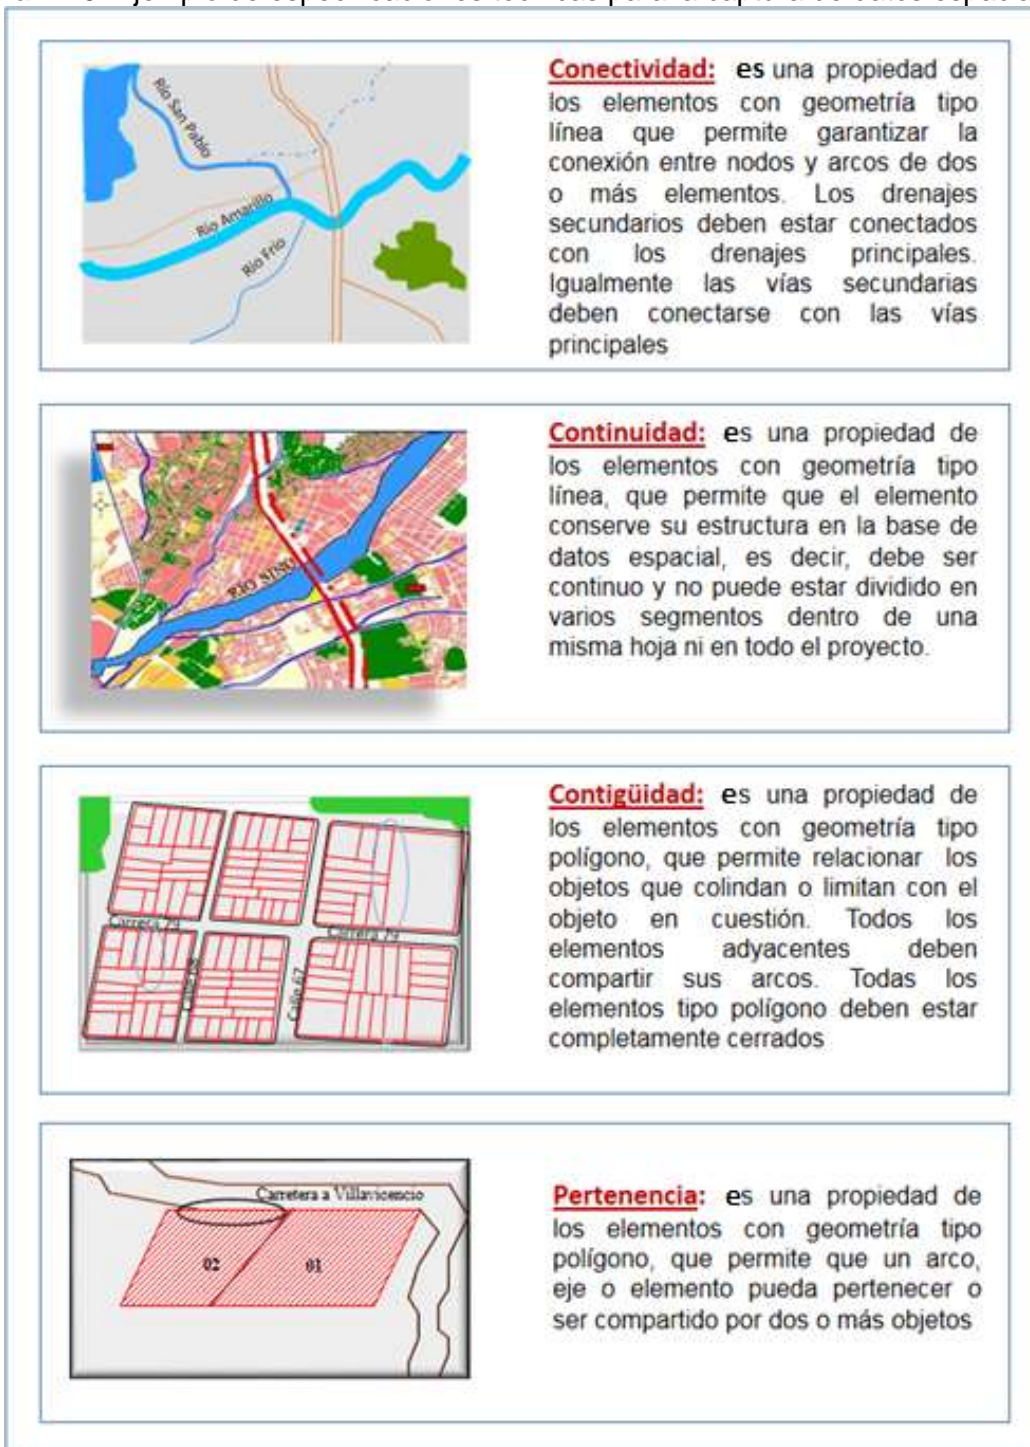 Conectividad: es una propiedad de
los elementos con geometría tipo
línea que permite garantizar la
conexión entre nodos y arcos de dos
o más elementos. Los drenajes
secundarios deben estar conectados
con los drenajes principales.
Igualmente las vías secundarias
deben conectarse con las vías
principales
Río San Pablo
Río Amarillo
Río Frío
Continuidad: es una propiedad de
los elementos con geometría tipo
línea, que permite que el elemento
conserve su estructura en la base de
datos espacial, es decir, debe ser
continuo y no puede estar dividido en
varios segmentos dentro de una
misma hoja ni en todo el proyecto.
RIO SINU
Contigüidad: es una propiedad de
los elementos con geometría tipo
polígono, que permite relacionar los
objetos que colindan o limitan con el
objeto en cuestión. Todos los
elementos adyacentes deben
compartir sus arcos. Todas los
elementos tipo polígono deben estar
completamente cerrados
Carrera 79
Carrera 79
Calle 68
Calle 67
Pertenencia: es una propiedad de
los elementos con geometría tipo
polígono, que permite que un arco,
eje o elemento pueda pertenecer o
ser compartido por dos o más objetos
Carretera a Villavicencio
02
01